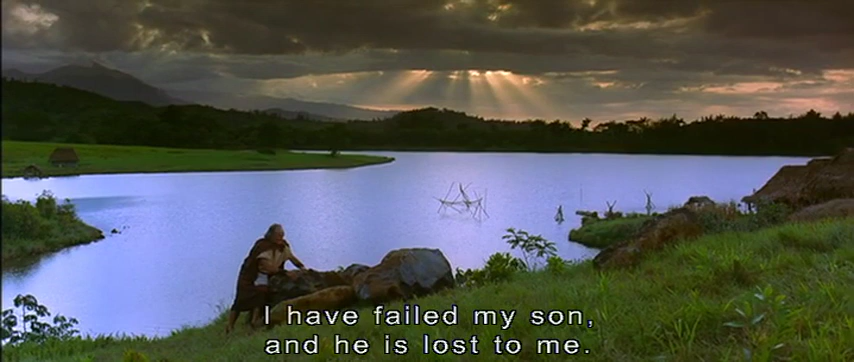 I have failed my son,
and he is lost to me.